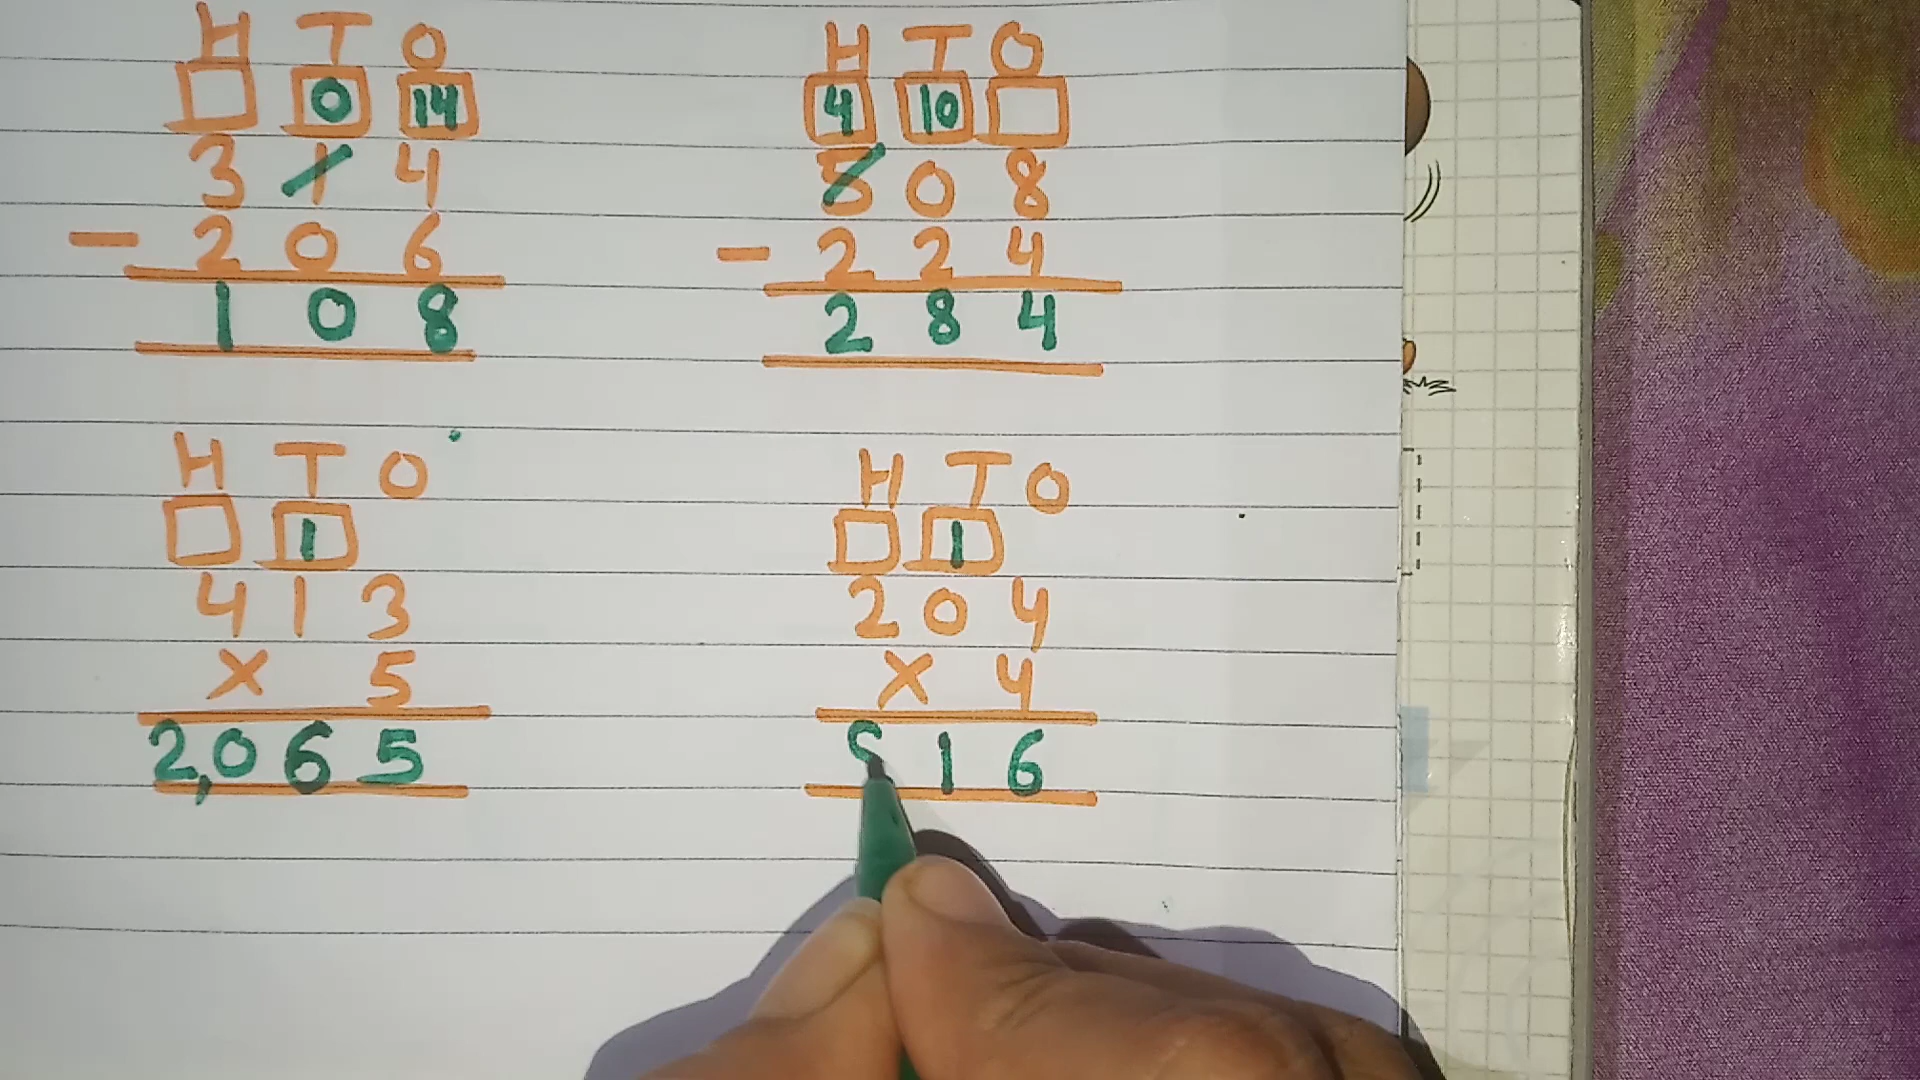 H T O
0 14
3 1 4
- 2 0 6
1 0 8
H T O
4 10
5 0 8
- 2 2 4
2 8 4
H T O
1
4 1 3
× 5
2,0 6 5
H T O
1
2 0 4
× 4
1 6